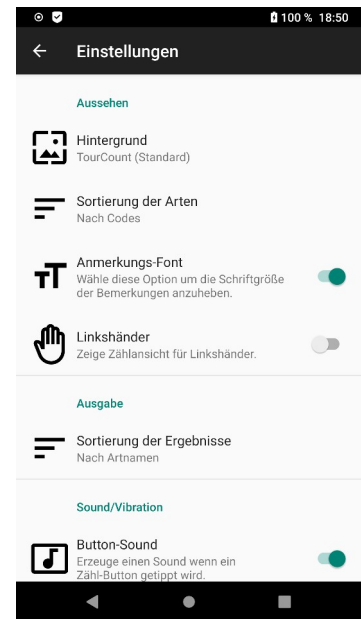 100 % 18:50
Einstellungen
Aussehen
Hintergrund
TourCount (Standard)
Sortierung der Arten
Nach Codes
Anmerkungs-Font
Wähle diese Option um die Schriftgröße
der Bemerkungen anzuheben.
Linkshänder
Zeige Zählansicht für Linkshänder.
Ausgabe
Sortierung der Ergebnisse
Nach Artnamen
Sound/Vibration
Button-Sound
Erzeuge einen Sound wenn ein
Zähl-Button getippt wird.